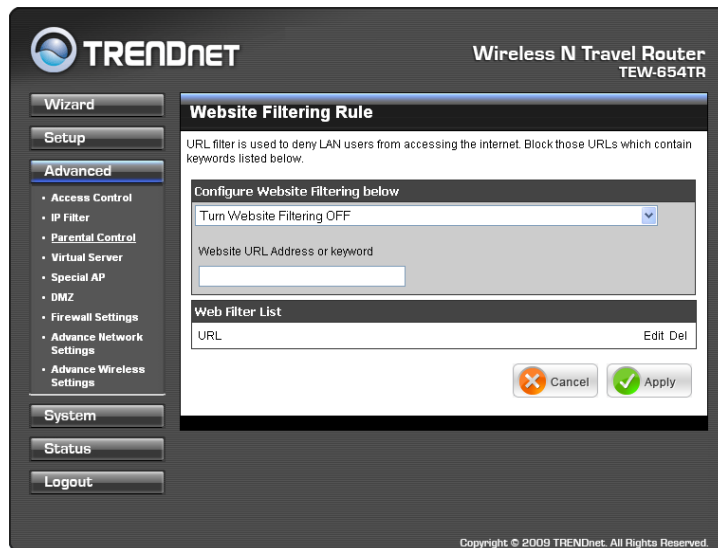 TRENDnet
Wireless N Travel Router
TEW-654TR
Wizard
Setup
Advanced
• Access Control
• IP Filter
• Parental Control
• Virtual Server
• Special AP
• DMZ
• Firewall Settings
• Advance Network
Settings
• Advance Wireless
Settings
System
Status
Logout
Website Filtering Rule
URL filter is used to deny LAN users from accessing the internet. Block those URLs which contain
keywords listed below.
Configure Website Filtering below
Turn Website Filtering OFF
Website URL Address or keyword
Web Filter List
URL Edit Del
Cancel Apply
Copyright © 2009 TRENDnet. All Rights Reserved.